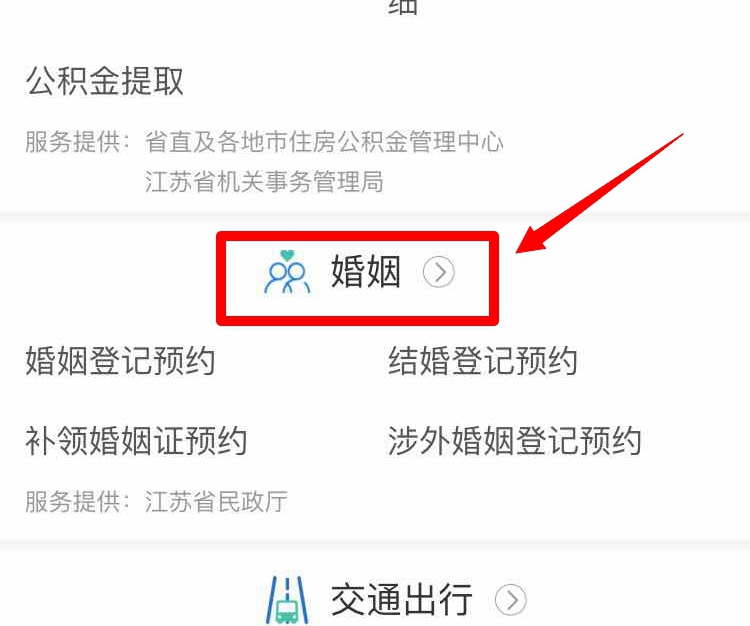 细
公积金提取
服务提供：省直及各地市住房公积金管理中心
江苏省机关事务管理局
婚姻
婚姻登记预约 结婚登记预约
补领婚姻证预约 涉外婚姻登记预约
服务提供：江苏省民政厅
交通出行